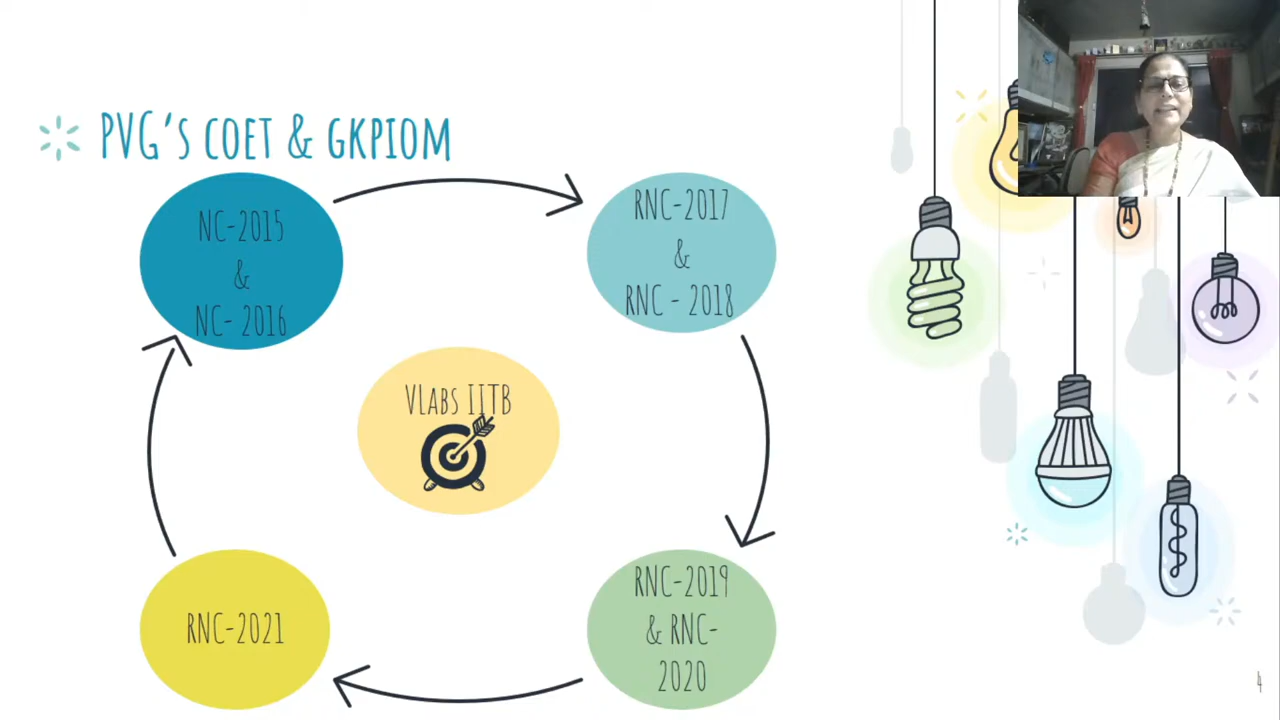 PVG's COET & GKPIOM
NC-2015
&
NC- 2016
RNC-2017
&
RNC - 2018
VLABS IITB
RNC-2021
RNC-2019
& RNC-
2020
4